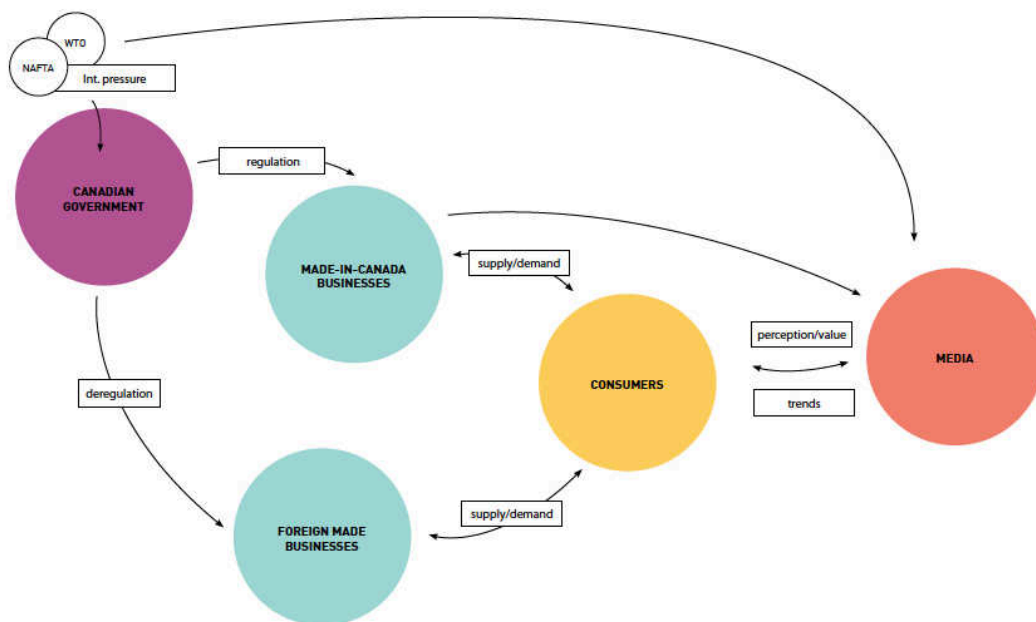 WTO
NAFTA
Int. pressure
CANADIAN
GOVERNMENT
regulation
MADE-IN-CANADA
BUSINESSES
supply/demand
perception/value
MEDIA
CONSUMERS
deregulation
trends
supply/demand
FOREIGN MADE
BUSINESSES